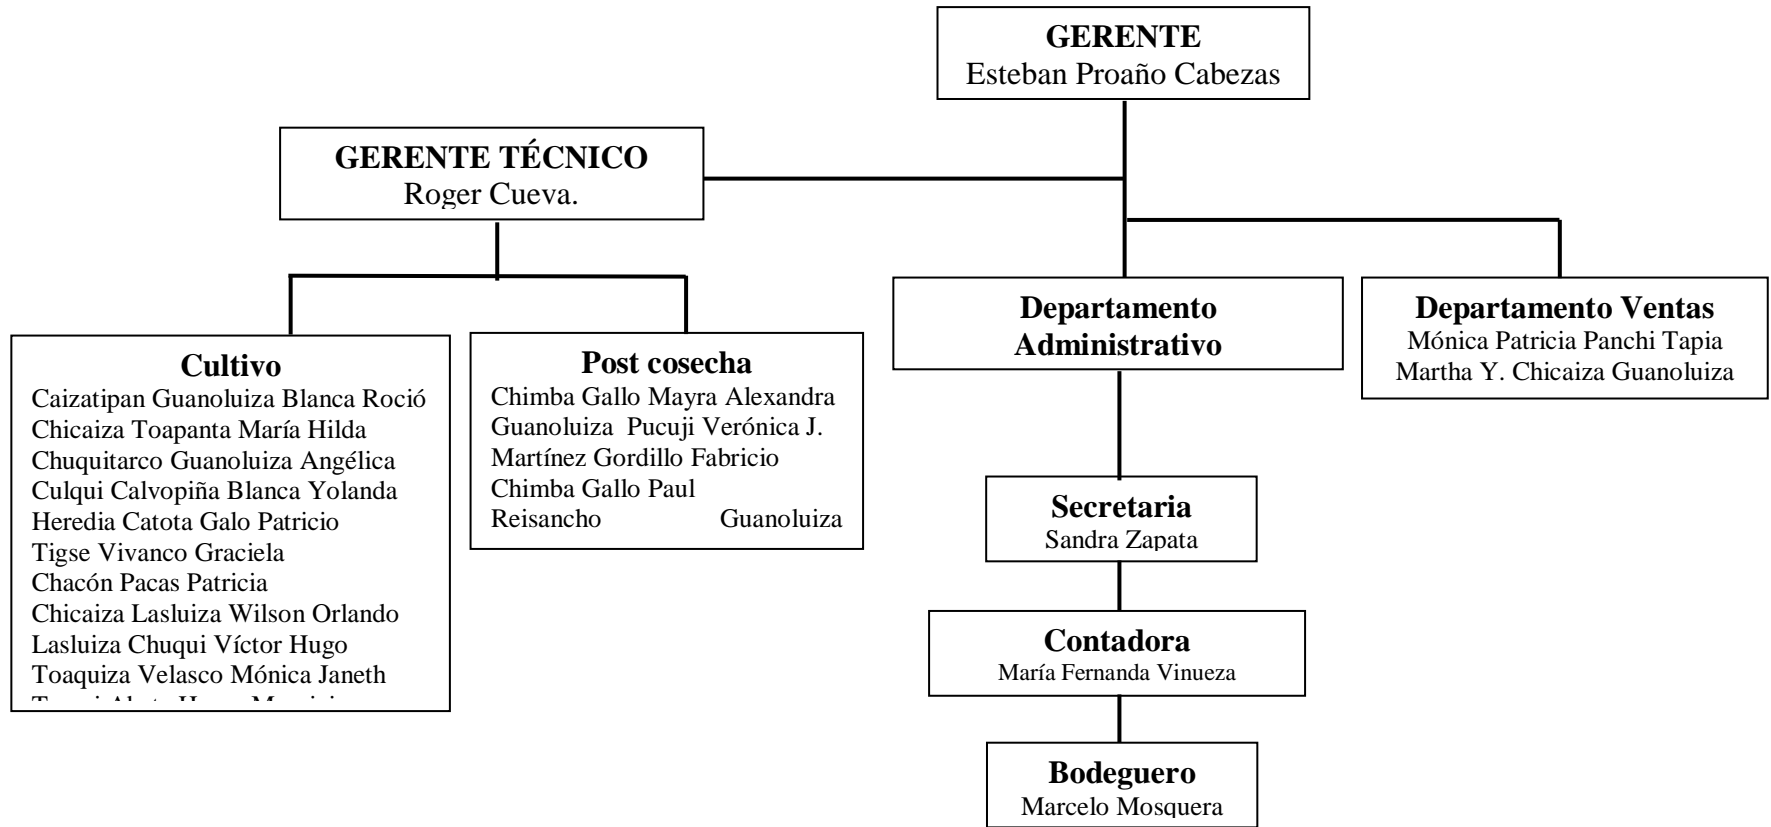 GERENTE
Esteban Proaño Cabezas
GERENTE TÉCNICO
Roger Cueva.
Departamento
Administrativo
Departamento Ventas
Mónica Patricia Panchi Tapia
Martha Y. Chicaiza Guanoluiza
Cultivo
Caizatipan Guanoluiza Blanca Roció
Chicaiza Toapanta María Hilda
Chuquitarco Guanoluiza Angélica
Culqui Calvopiña Blanca Yolanda
Heredia Catota Galo Patricio
Tigse Vivanco Graciela
Chacón Pacas Patricia
Chicaiza Lasluiza Wilson Orlando
Lasluiza Chuqui Víctor Hugo
Toaquiza Velasco Mónica Janeth
Post cosecha
Chimba Gallo Mayra Alexandra
Guanoluiza Pucuji Verónica J.
Martínez Gordillo Fabricio
Chimba Gallo Paul
Reisancho Guanoluiza
Secretaria
Sandra Zapata
Contadora
María Fernanda Vinueza
Bodeguero
Marcelo Mosquera